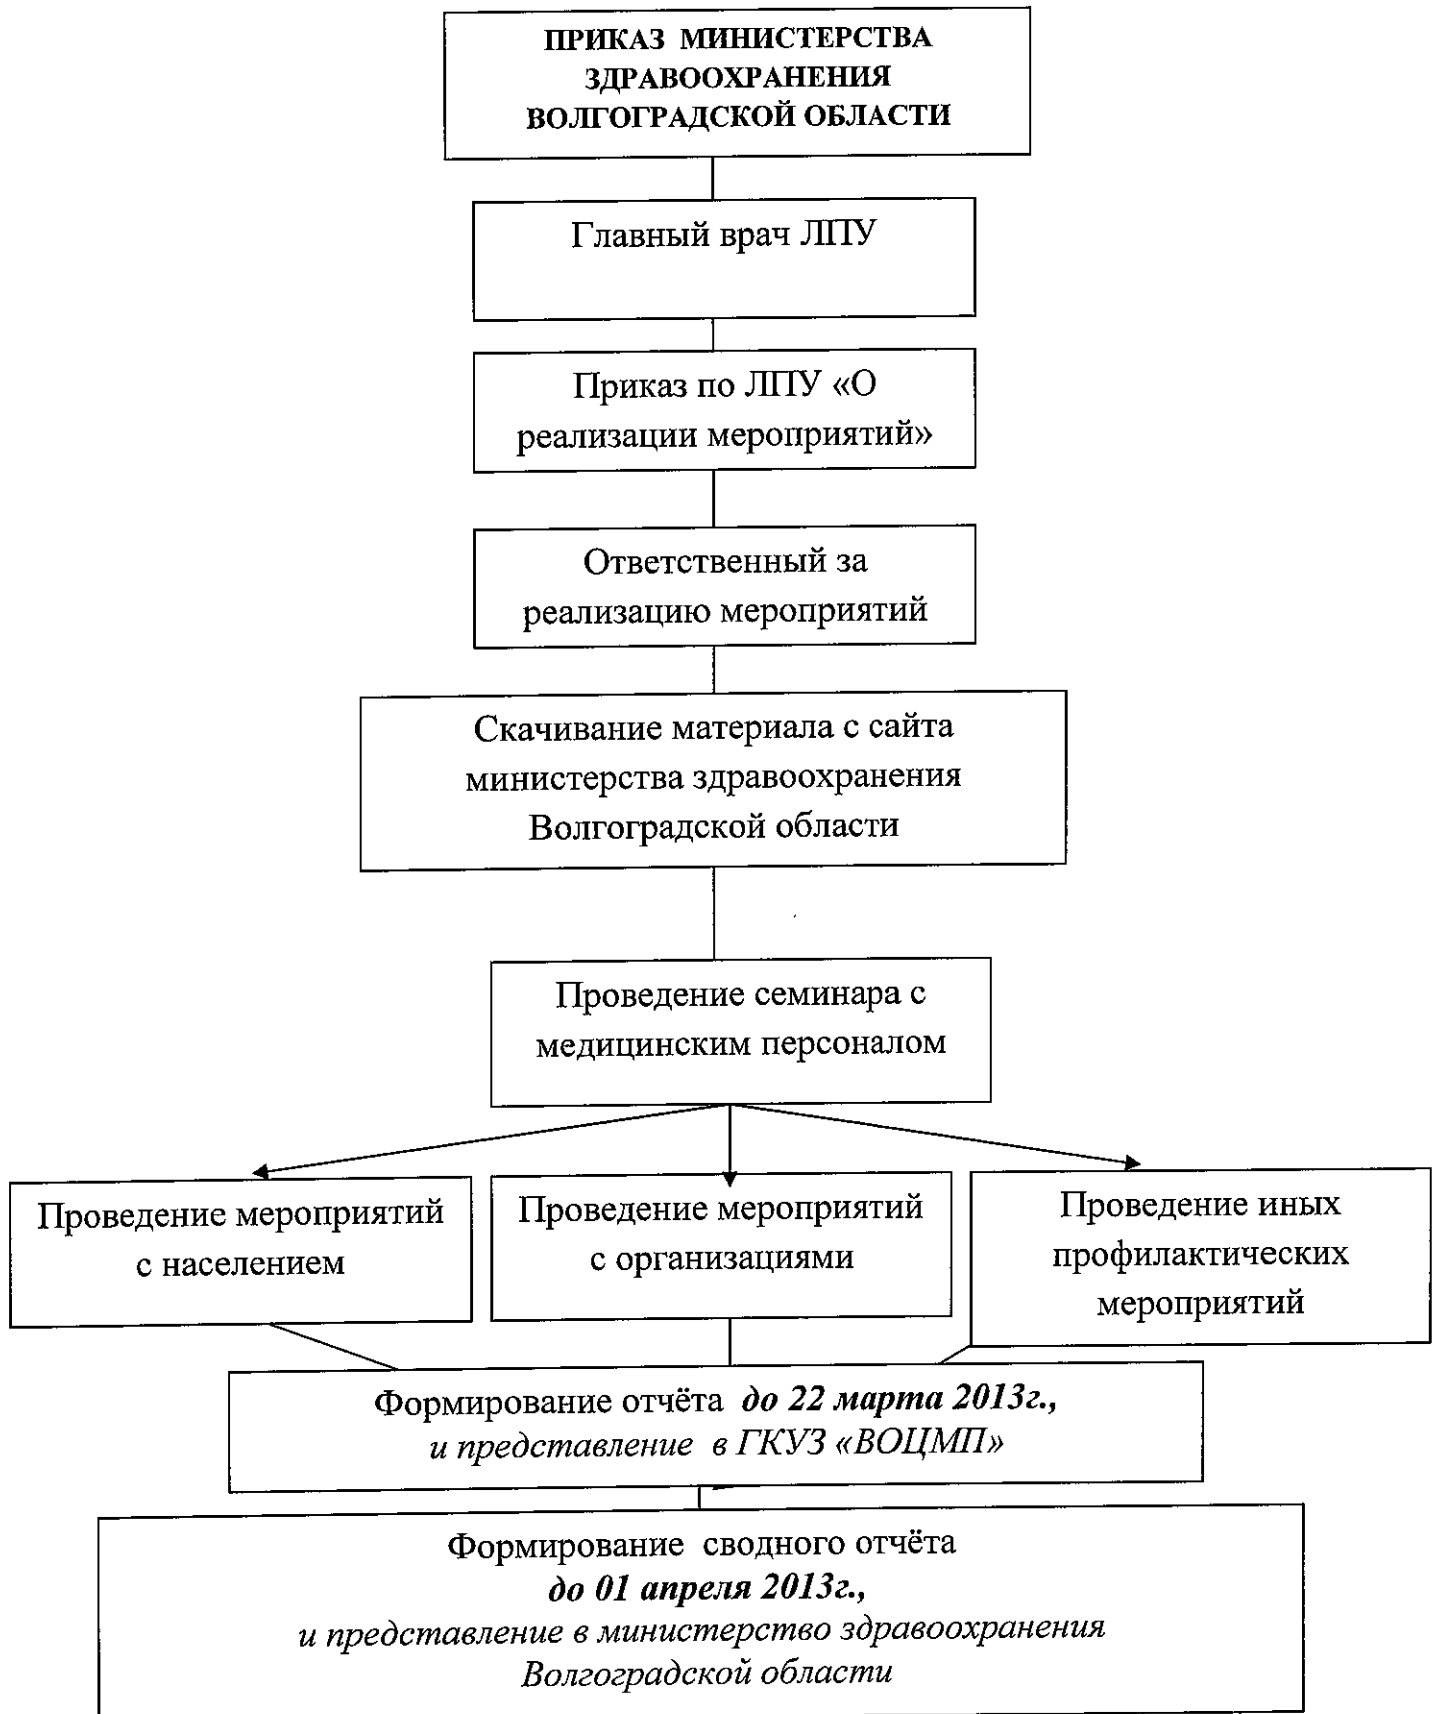 ПРИКАЗ МИНИСТЕРСТВА
ЗДРАВООХРАНЕНИЯ
ВОЛГОГРАДСКОЙ ОБЛАСТИ
Главный врач ЛПУ
Приказ по ЛПУ «О
реализации мероприятий»
Ответственный за
реализацию мероприятий
Скачивание материала с сайта
министерства здравоохранения
Волгоградской области
Проведение семинара с
медицинским персоналом
Проведение мероприятий
с населением
Проведение мероприятий
с организациями
Проведение иных
профилактических
мероприятий
Формирование отчёта до 22 марта 2013г.,
и представление в ГКУЗ «ВОЦМП»
Формирование сводного отчёта
до 01 апреля 2013г.,
и представление в министерство здравоохранения
Волгоградской области